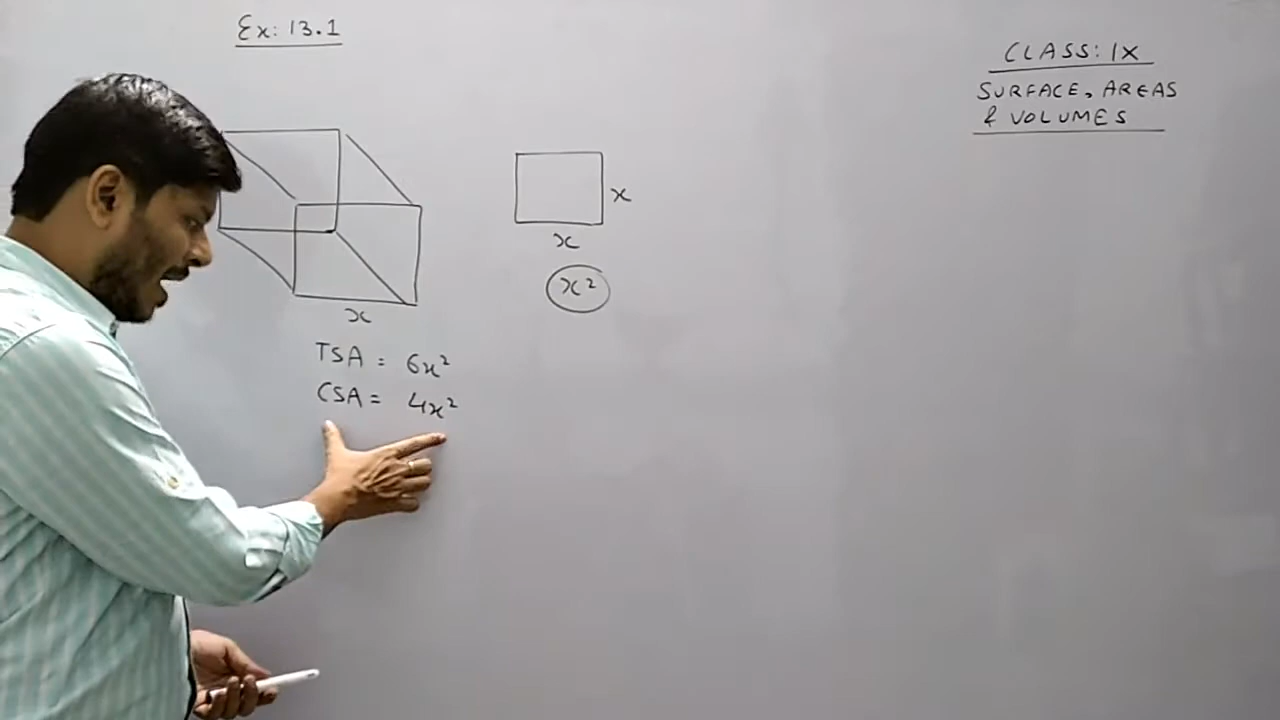 Ex: 13.1
CLASS: IX
SURFACE, AREAS
& VOLUMES
x
x
x²
x
TSA = 6x²
CSA = 4x²